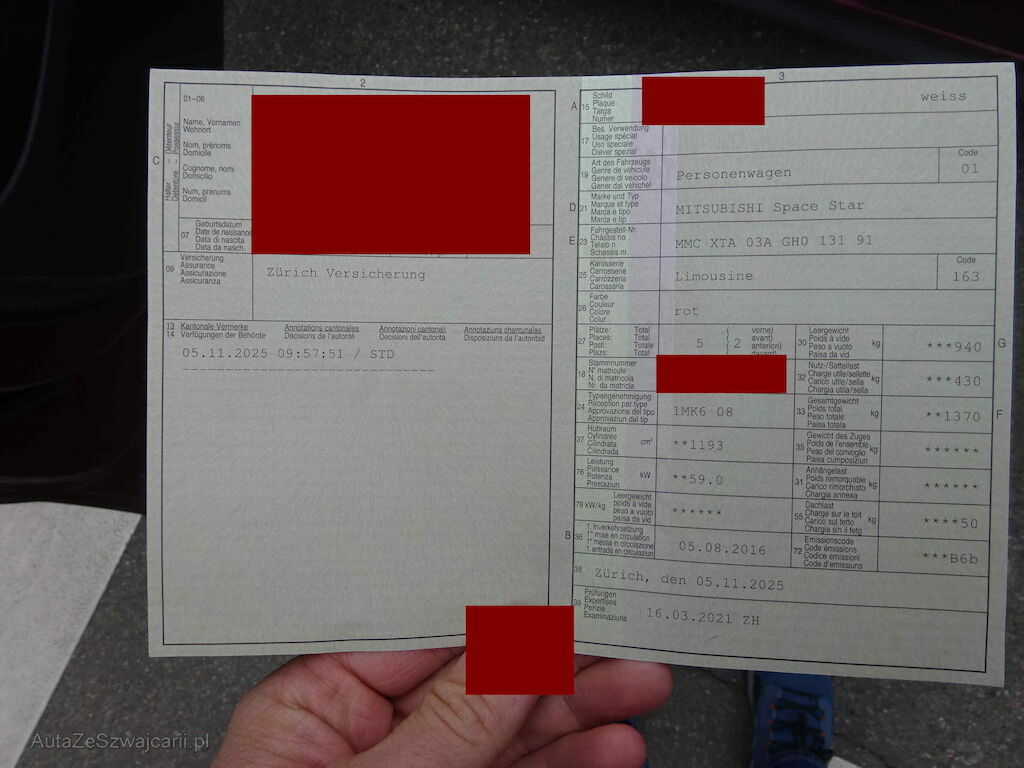 2
01-06
Halter – Détenteur
Detentore – Possessur
C
Name, Vornamen
Wohnort
Nom, prénoms
Domicile
Cognome, nomi
Domicilio
Num, prenums
Domicil
07
Geburtsdatum
Date de naissance
Data di nascita
Data da nasch.
09
Versicherung
Assurance
Assicurazione
Assicuranza
Zürich Versicherung
13
14
Kantonale Vermerke
Verfügungen der Behörde
Annotations cantonales
Décisions de l'autorité
Annotazioni cantonali
Decisioni dell'autorità
Annotaziuns chantunalas
Disposiziuns da l'autoritad
05.11.2025 09:57:51 / STD
3
A 15
Schild
Plaque
Targa
Numer
weiss
17
Bes. Verwendung
Usage spécial
Uso speciale
Diever spezial
19
Art des Fahrzeugs
Genre de véhicule
Genere di veicolo
Gener dal vehichel
Personenwagen
Code
01
D 21
Marke und Typ
Marque et type
Marca e tipo
Marca e tip
MITSUBISHI Space Star
E 23
Fahrgestell-Nr.
Châssis no
Telaio n.
Schassis nr.
MMC XTA 03A GH0 131 91
25
Karosserie
Carrosserie
Carrozzeria
Carossaria
Limousine
Code
163
26
Farbe
Couleur
Colore
Colur
rot
27
Plätze: Total
Places: Total
Posti: Totale
Plazs: Total
5
{ 2
vorne)
avant)
anteriori)
davant)
30
Leergewicht
Poids à vide
Peso a vuoto
Paisa da vid
kg
***940
G
18
Stammnummer
N° matricule
N. di matricola
Nr. da matricla
32
Nutz-/Sattellast
Charge utile/sellette
Carico utile/sella
Chargia utila/sella
kg
***430
24
Typengenehmigung
Réception par type
Approvazione del tipo
Approvaziun dal tip
1MK6 08
33
Gesamtgewicht
Poids total
Peso totale
Paisa totala
kg
**1370
F
37
Hubraum
Cylindrée
Cilindrata
Cilindrada
cm³
**1193
35
Gewicht des Zuges
Poids de l'ensemble
Peso del convoglio
Paisa cumposiziun
kg
******
76
Leistung
Puissance
Potenza
Prestaziun
kW
**59.0
31
Anhängelast
Poids remorquable
Carico rimorchiato
Chargia annexa
kg
******
78 kW/kg
Leergewicht
poids à vide
peso a vuoto
paisa da vid
******
55
Dachlast
Charge sur le toit
Carico sul tetto
Chargia sin il tetg
kg
****50
B 36
1. Inverkehrsetzung
1re mise en circulation
1a messa in circolazione
1. entrada en circulaziun
05.08.2016
72
Emissionscode
Code émissions
Codice emissioni
Code d'emissiuns
***B6b
38
Zürich, den 05.11.2025
39
Prüfungen
Expertises
Perizie
Examinaziuns
16.03.2021 ZH
AutaZeSzwajcarii.pl